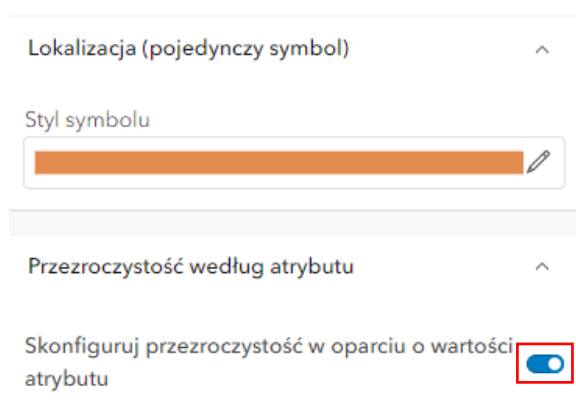 Lokalizacja (pojedynczy symbol)
Styl symbolu
Przezroczystość według atrybutu
Skonfiguruj przezroczystość w oparciu o wartości
atrybutu